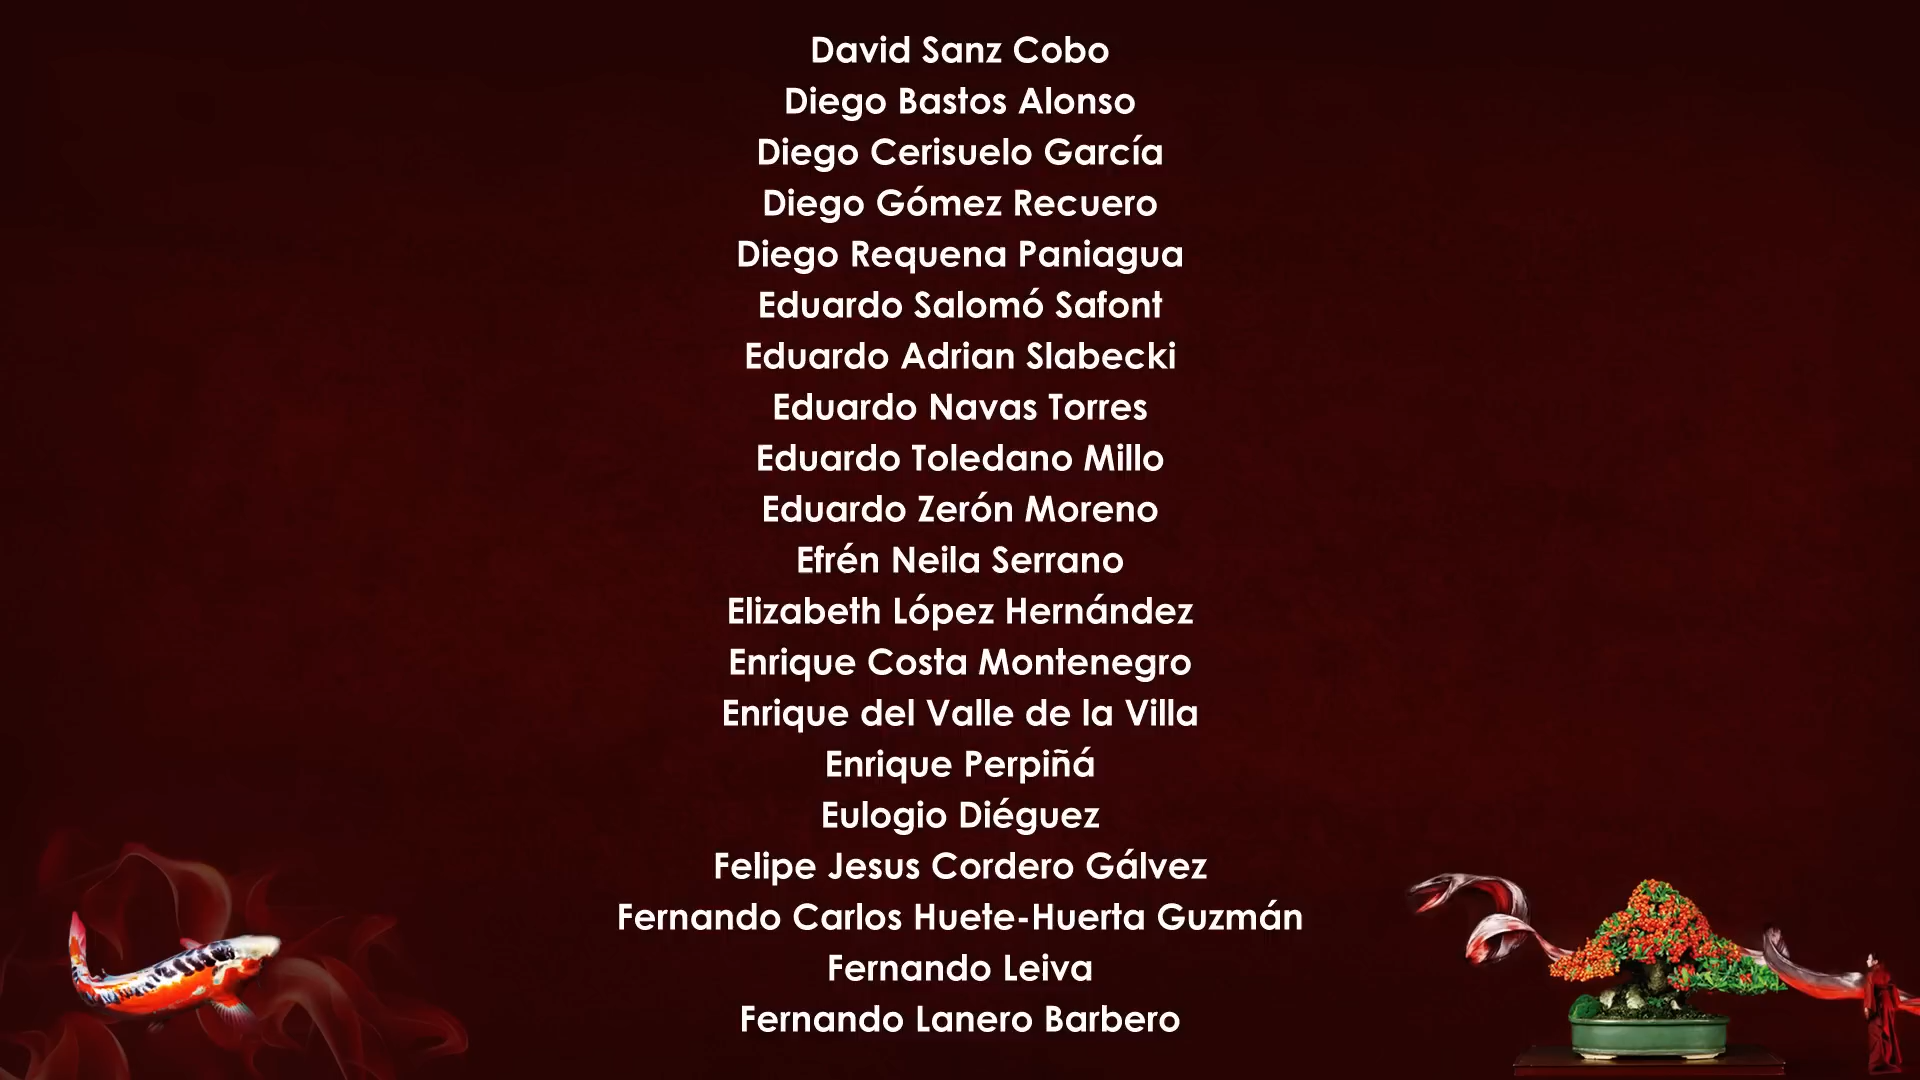 David Sanz Cobo
Diego Bastos Alonso
Diego Cerisuelo García
Diego Gómez Recuero
Diego Requena Paniagua
Eduardo Salomó Safont
Eduardo Adrian Slabecki
Eduardo Navas Torres
Eduardo Toledano Millo
Eduardo Zerón Moreno
Efrén Neila Serrano
Elizabeth López Hernández
Enrique Costa Montenegro
Enrique del Valle de la Villa
Enrique Perpiñá
Eulogio Diéguez
Felipe Jesus Cordero Gálvez
Fernando Carlos Huete-Huerta Guzmán
Fernando Leiva
Fernando Lanero Barbero